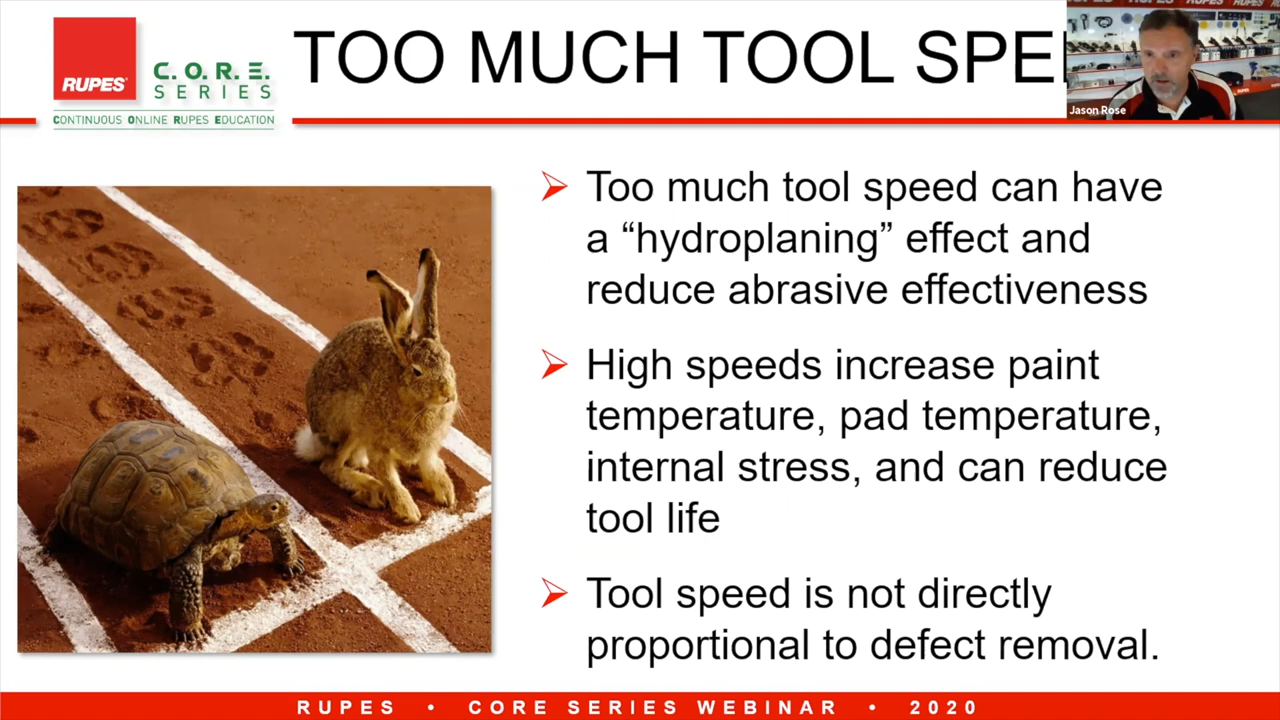 RUPES
C.O.R.E.
SERIES
CONTINUOUS ONLINE RUPES EDUCATION
TOO MUCH TOOL SPE
RUPES
Jason Rose
Too much tool speed can have
a “hydroplaning” effect and
reduce abrasive effectiveness
High speeds increase paint
temperature, pad temperature,
internal stress, and can reduce
tool life
Tool speed is not directly
proportional to defect removal.
RUPES • CORE SERIES WEBINAR • 2020